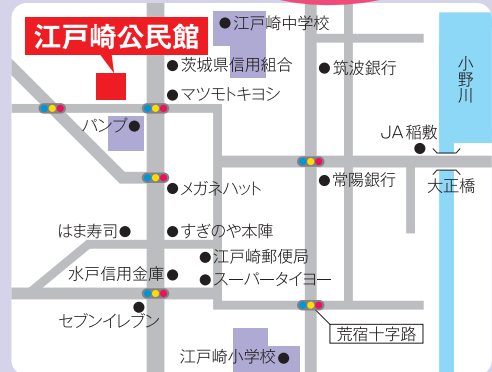 江戸崎中学校
江戸崎公民館
茨城県信用組合
筑波銀行
小野川
マツモトキヨシ
パンプ
JA稲敷
常陽銀行
大正橋
メガネハット
はま寿司
すぎのや本陣
江戸崎郵便局
水戸信用金庫
スーパータイヨー
セブンイレブン
荒宿十字路
江戸崎小学校